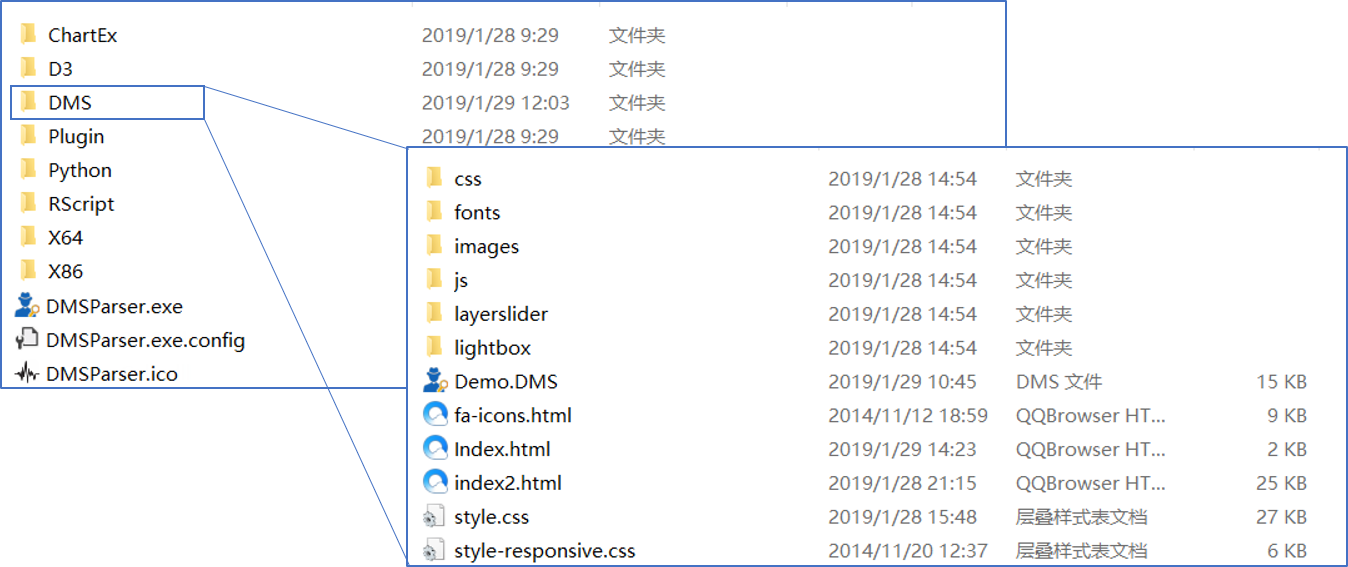 ChartEx 2019/1/28 9:29 文件夹
D3 2019/1/28 9:29 文件夹
DMS 2019/1/29 12:03 文件夹
Plugin 2019/1/28 9:29 文件夹
Python
RScript
X64
X86
DMSParser.exe
DMSParser.exe.config
DMSParser.ico
css 2019/1/28 14:54 文件夹
fonts 2019/1/28 14:54 文件夹
images 2019/1/28 14:54 文件夹
js 2019/1/28 14:54 文件夹
layerslider 2019/1/28 14:54 文件夹
lightbox 2019/1/28 14:54 文件夹
Demo.DMS 2019/1/29 10:45 DMS 文件 15 KB
fa-icons.html 2014/11/12 18:59 QQBrowser HT... 9 KB
Index.html 2019/1/29 14:23 QQBrowser HT... 2 KB
index2.html 2019/1/28 21:15 QQBrowser HT... 25 KB
style.css 2019/1/28 15:48 层叠样式表文档 27 KB
style-responsive.css 2014/11/20 12:37 层叠样式表文档 6 KB